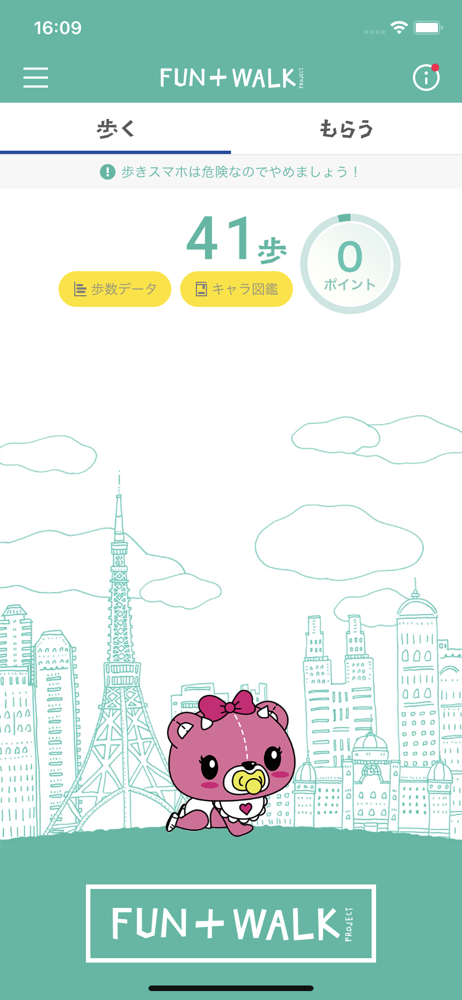 16:09
FUN+WALK PROJECT
歩く
もらう
歩きスマホは危険なのでやめましょう！
41歩
0
ポイント
歩数データ
キャラ図鑑
FUN+WALK PROJECT